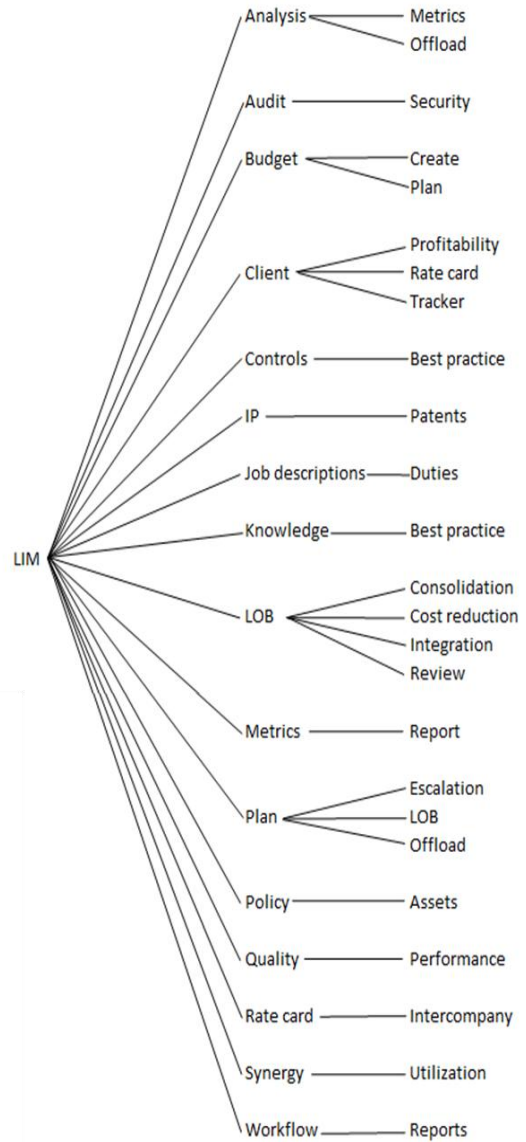 Analysis Metrics
Offload
Audit Security
Budget Create
Plan
Profitability
Client Rate card
Tracker
Controls Best practice
IP Patents
Job descriptions Duties
Knowledge Best practice
LIM
Consolidation
LOB Cost reduction
Integration
Review
Metrics Report
Escalation
Plan LOB
Offload
Policy Assets
Quality Performance
Rate card Intercompany
Synergy Utilization
Workflow Reports